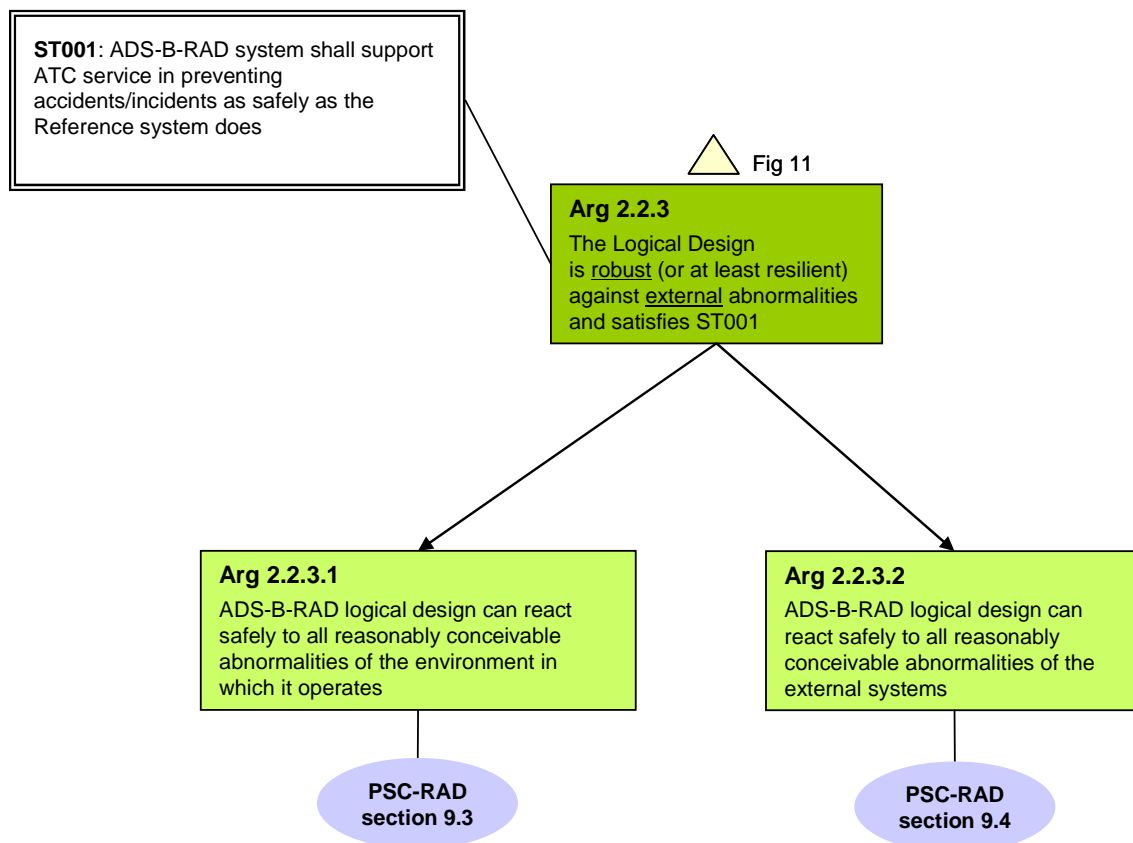 ST001: ADS-B-RAD system shall support
ATC service in preventing
accidents/incidents as safely as the
Reference system does
Fig 11
Arg 2.2.3
The Logical Design
is robust (or at least resilient)
against external abnormalities
and satisfies ST001
Arg 2.2.3.1
ADS-B-RAD logical design can react
safely to all reasonably conceivable
abnormalities of the environment in
which it operates
Arg 2.2.3.2
ADS-B-RAD logical design can
react safely to all reasonably
conceivable abnormalities of the
external systems
PSC-RAD
section 9.3
PSC-RAD
section 9.4